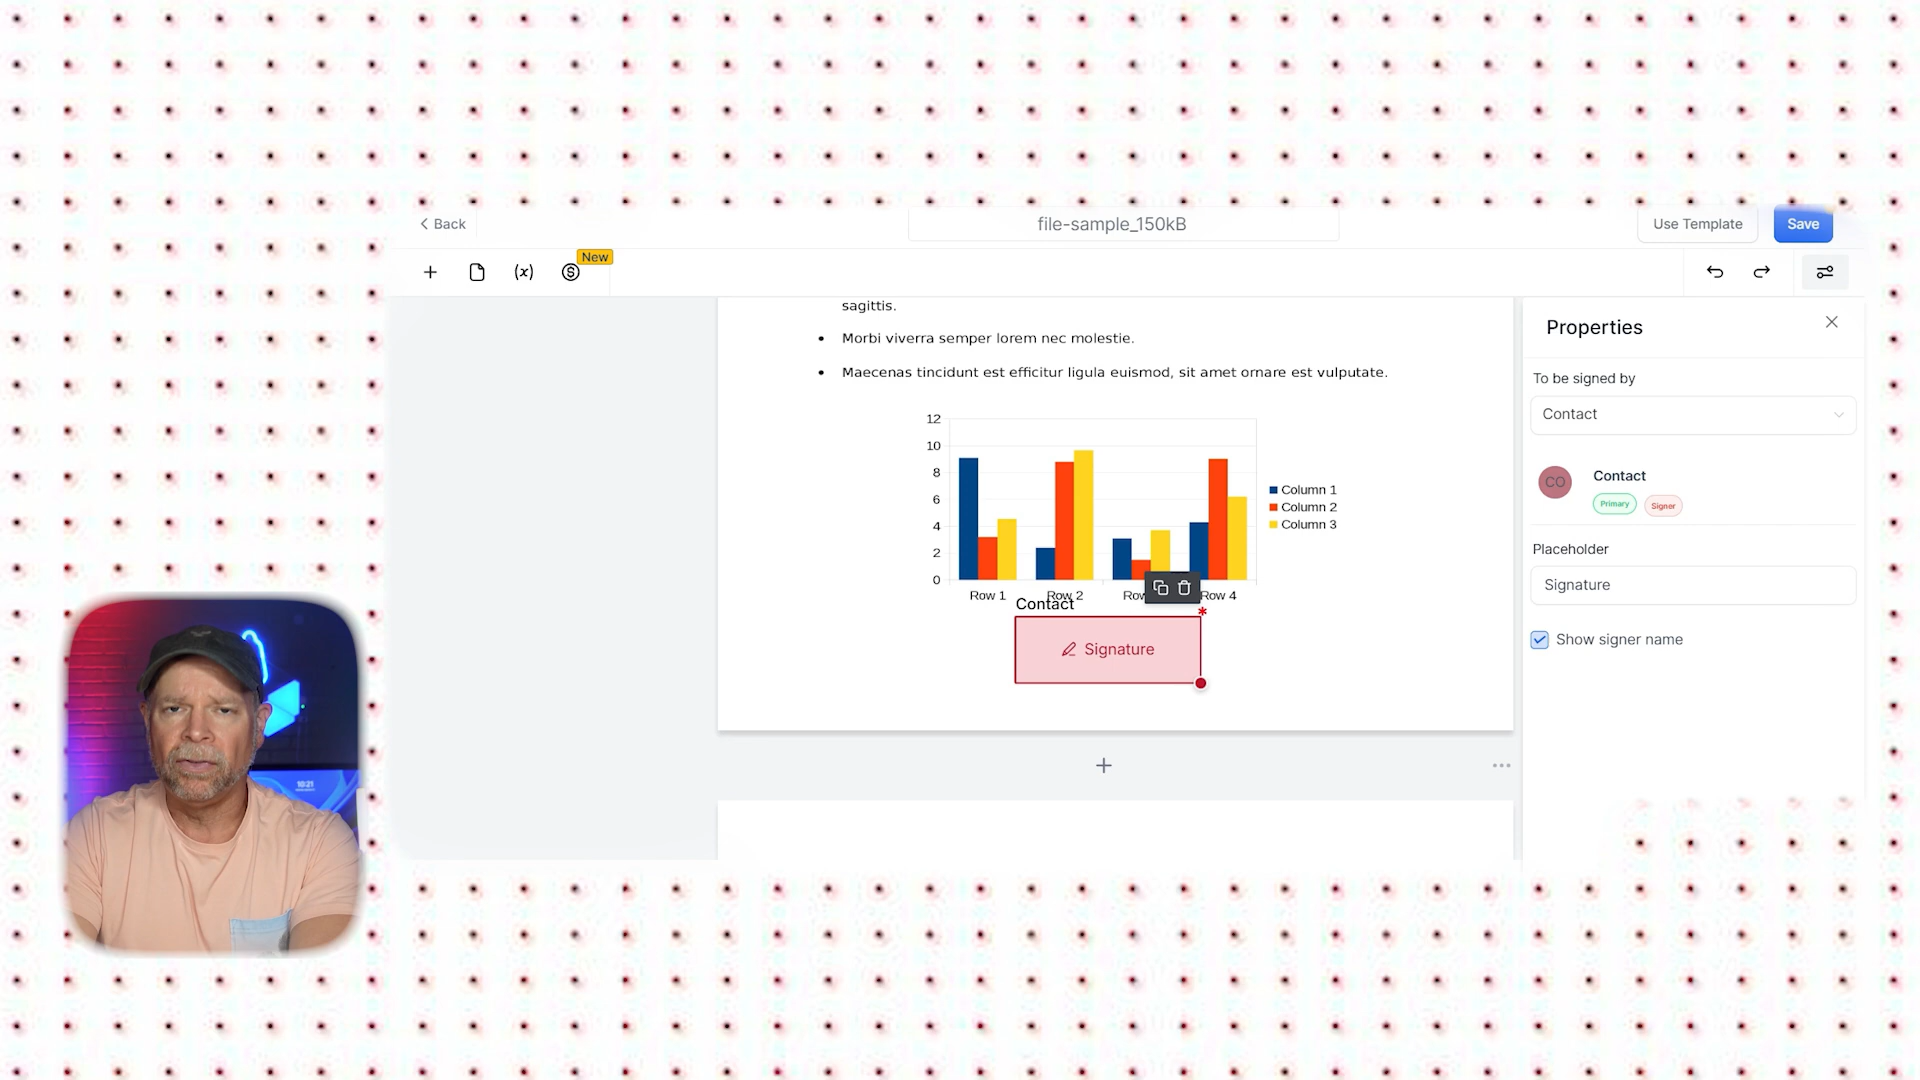 Back
file-sample_150kB
Use Template
Save
(x)
New
sagittis.
• Morbi viverra semper lorem nec molestie.
• Maecenas tincidunt est efficitur ligula euismod, sit amet ornare est vulputate.
12
10
8
6
4
2
0
Row 1
Row 2
Row 4
Column 1
Column 2
Column 3
Contact
*
Signature
Properties
To be signed by
Contact
CO
Contact
Primary
Signer
Placeholder
Signature
Show signer name
10:21